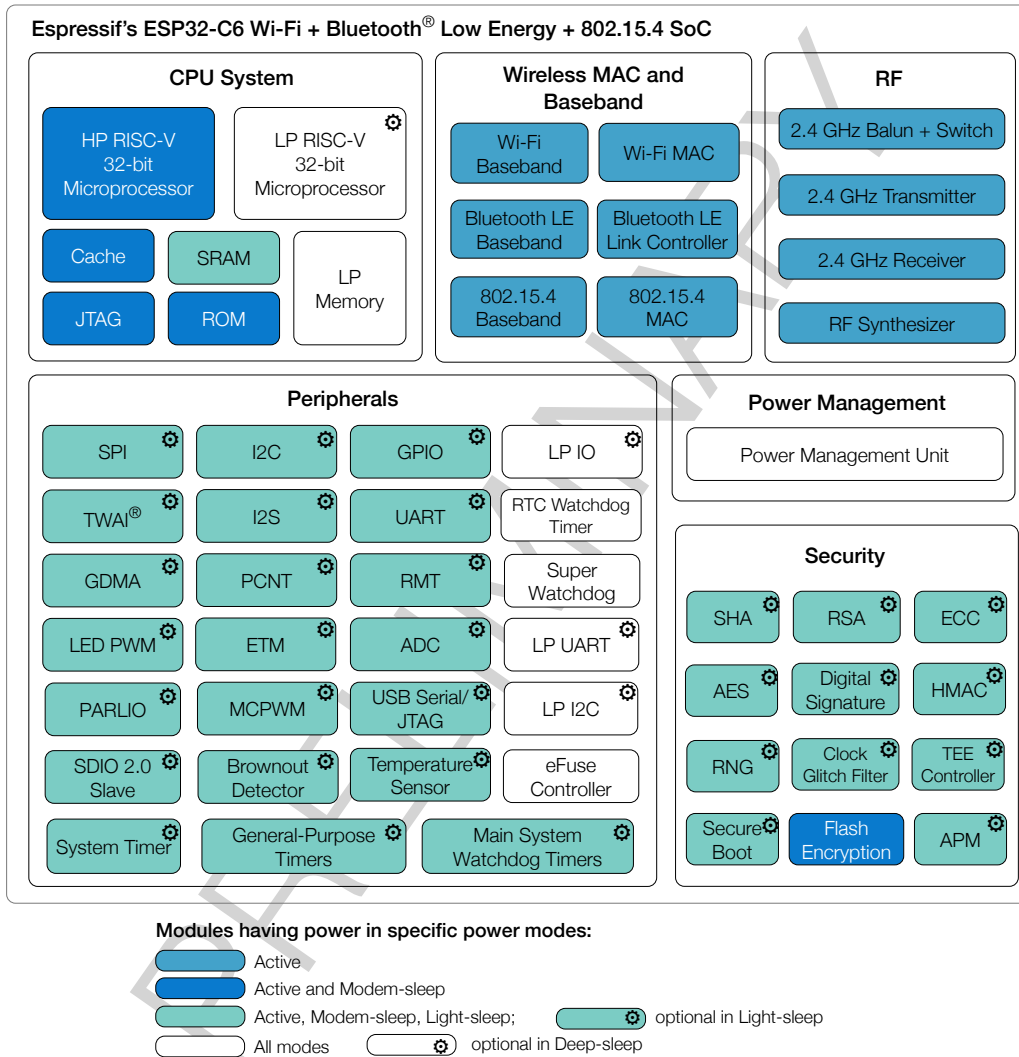 Espressif's ESP32-C6 Wi-Fi + Bluetooth® Low Energy + 802.15.4 SoC
CPU System
HP RISC-V
32-bit
Microprocessor
LP RISC-V
32-bit
Microprocessor
Cache
SRAM
LP
Memory
JTAG
ROM
Wireless MAC and
Baseband
Wi-Fi
Baseband
Wi-Fi MAC
Bluetooth LE
Baseband
Bluetooth LE
Link Controller
802.15.4
Baseband
802.15.4
MAC
RF
2.4 GHz Balun + Switch
2.4 GHz Transmitter
2.4 GHz Receiver
RF Synthesizer
Peripherals
SPI
I2C
GPIO
LP IO
TWAI®
I2S
UART
RTC Watchdog
Timer
GDMA
PCNT
RMT
Super
Watchdog
LED PWM
ETM
ADC
LP UART
PARLIO
MCPWM
USB Serial/
JTAG
LP I2C
SDIO 2.0
Slave
Brownout
Detector
Temperature
Sensor
eFuse
Controller
System Timer
General-Purpose
Timers
Main System
Watchdog Timers
Power Management
Power Management Unit
Security
SHA
RSA
ECC
AES
Digital
Signature
HMAC
RNG
Clock
Glitch Filter
TEE
Controller
Secure
Boot
Flash
Encryption
APM
Modules having power in specific power modes:
Active
Active and Modem-sleep
Active, Modem-sleep, Light-sleep;
optional in Light-sleep
All modes
optional in Deep-sleep
PRELIMINARY